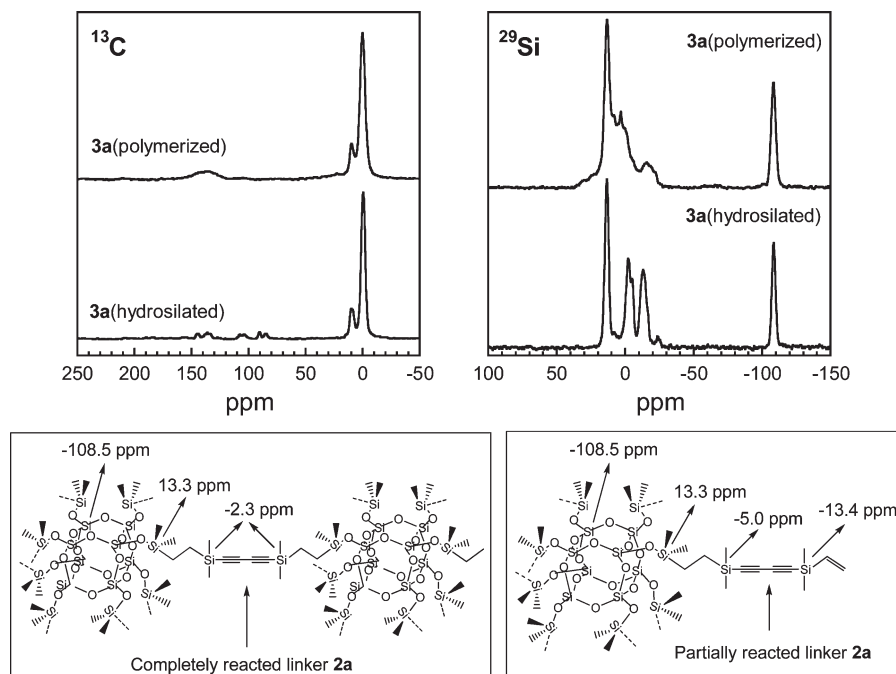 13C
3a(polymerized)
3a(hydrosilated)
250 200 150 100 50 0 -50
ppm
29Si
3a(polymerized)
3a(hydrosilated)
100 50 0 -50 -100 -150
ppm
-108.5 ppm
13.3 ppm
-2.3 ppm
Completely reacted linker 2a
-108.5 ppm
13.3 ppm
-5.0 ppm
-13.4 ppm
Partially reacted linker 2a